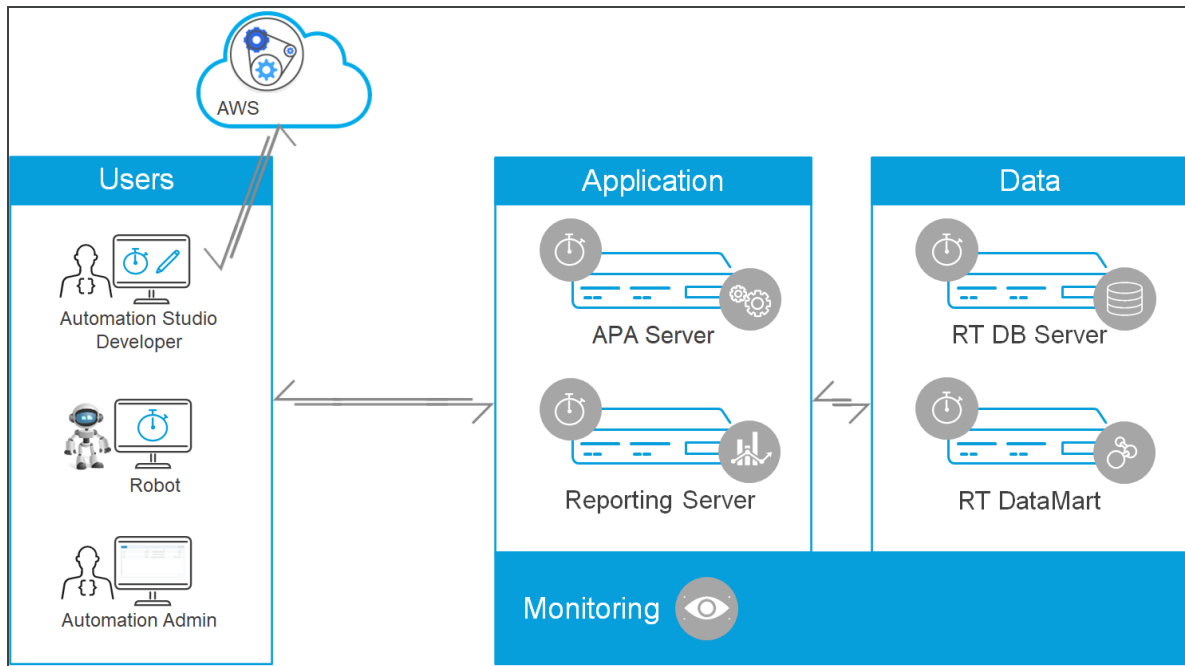 AWS
Users
Automation Studio
Developer
Robot
Automation Admin
Application
APA Server
Reporting Server
Data
RT DB Server
RT DataMart
Monitoring